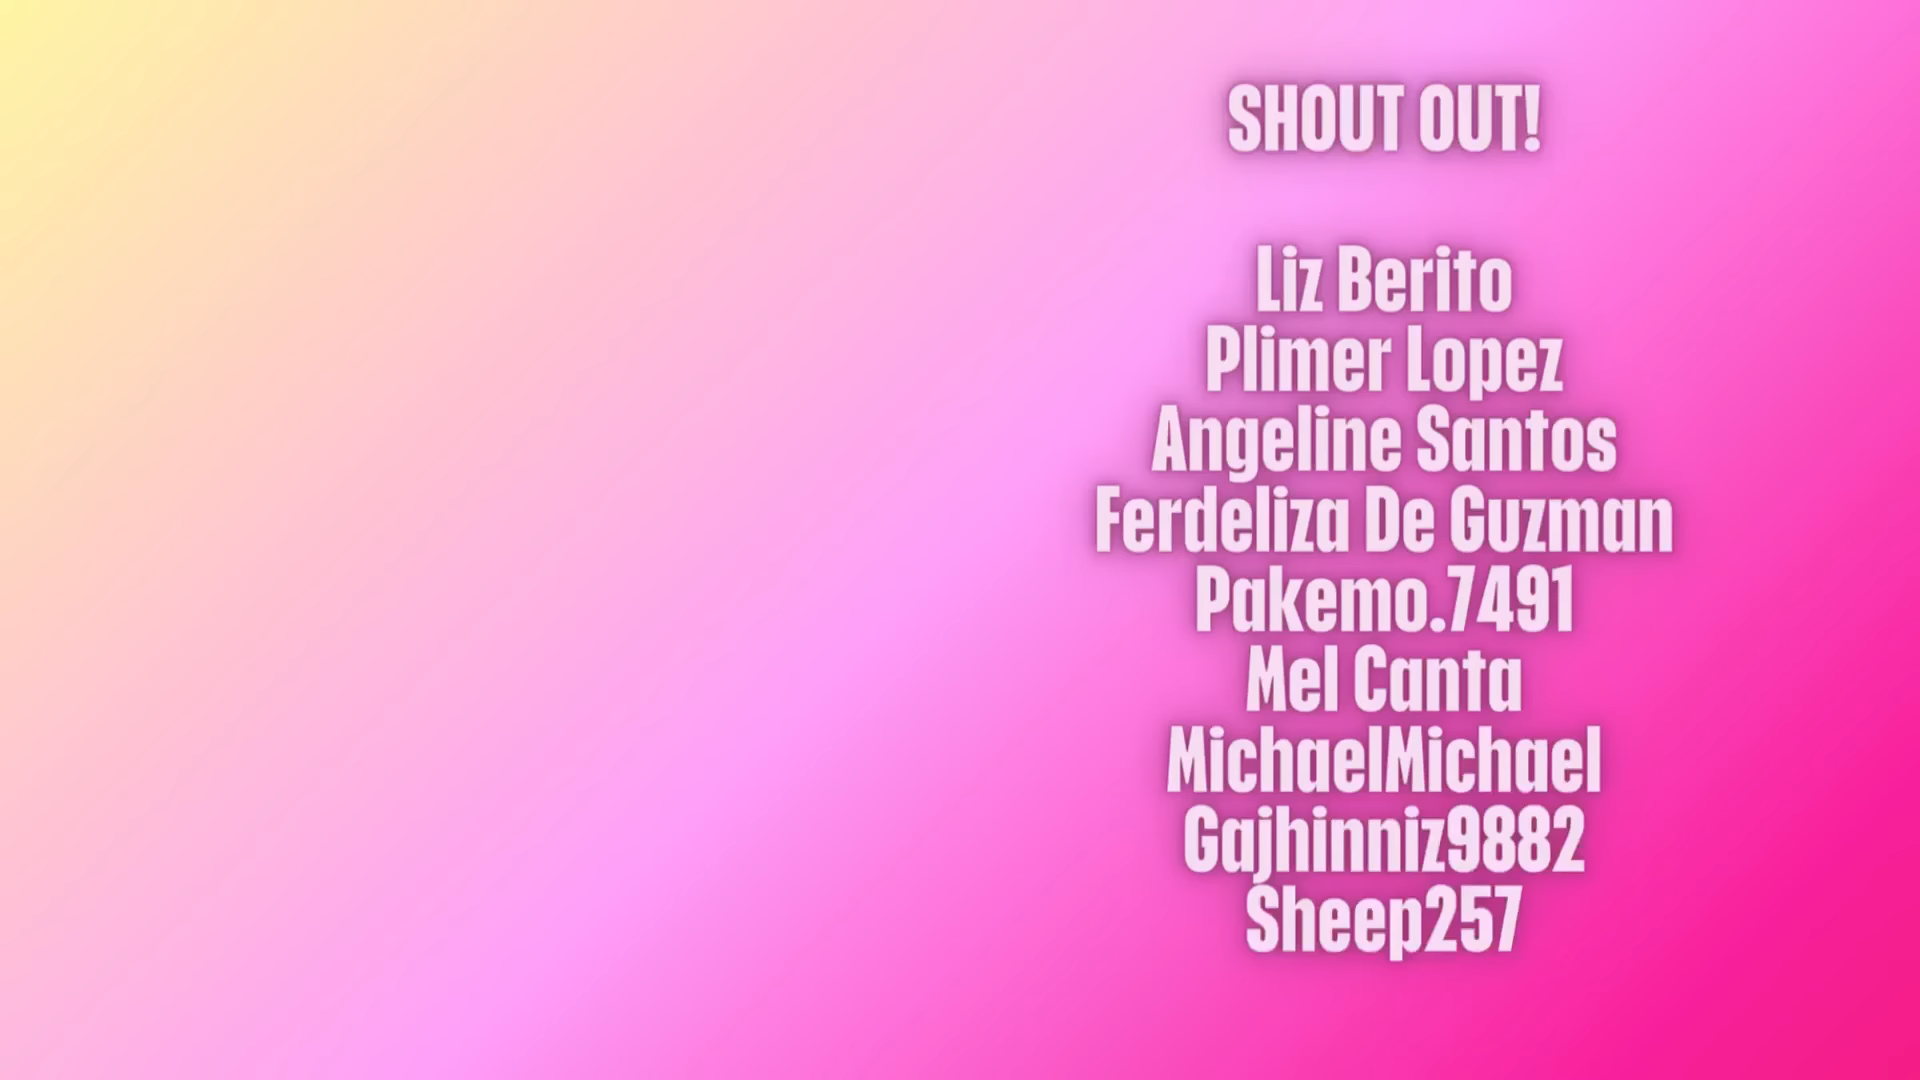 SHOUT OUT!
Liz Berito
Plimer Lopez
Angeline Santos
Ferdeliza De Guzman
Pakemo.7491
Mel Canta
MichaelMichael
Gajhinniz9882
Sheep257